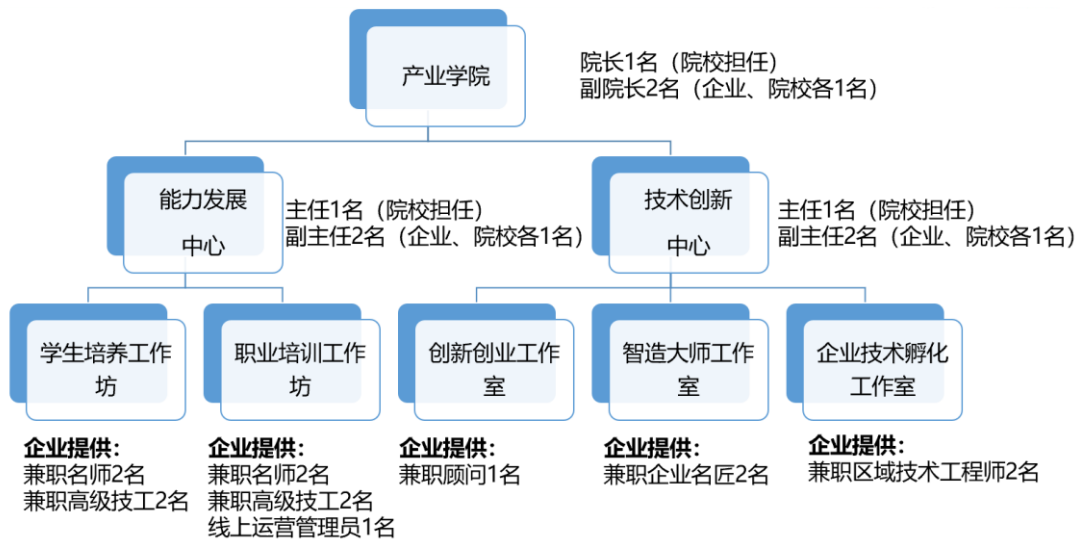 产业学院
院长1名（院校担任）
副院长2名（企业、院校各1名）
能力发展
中心
主任1名（院校担任）
副主任2名（企业、院校各1名）
技术创新
中心
主任1名（院校担任）
副主任2名（企业、院校各1名）
学生培养工作
坊
职业培训工作
坊
创新创业工作
室
智造大师工作
室
企业技术孵化
工作室
企业提供：
兼职名师2名
兼职高级技工2名
企业提供：
兼职名师2名
兼职高级技工2名
线上运营管理员1名
企业提供：
兼职顾问1名
企业提供：
兼职企业名匠2名
企业提供：
兼职区域技术工程师2名